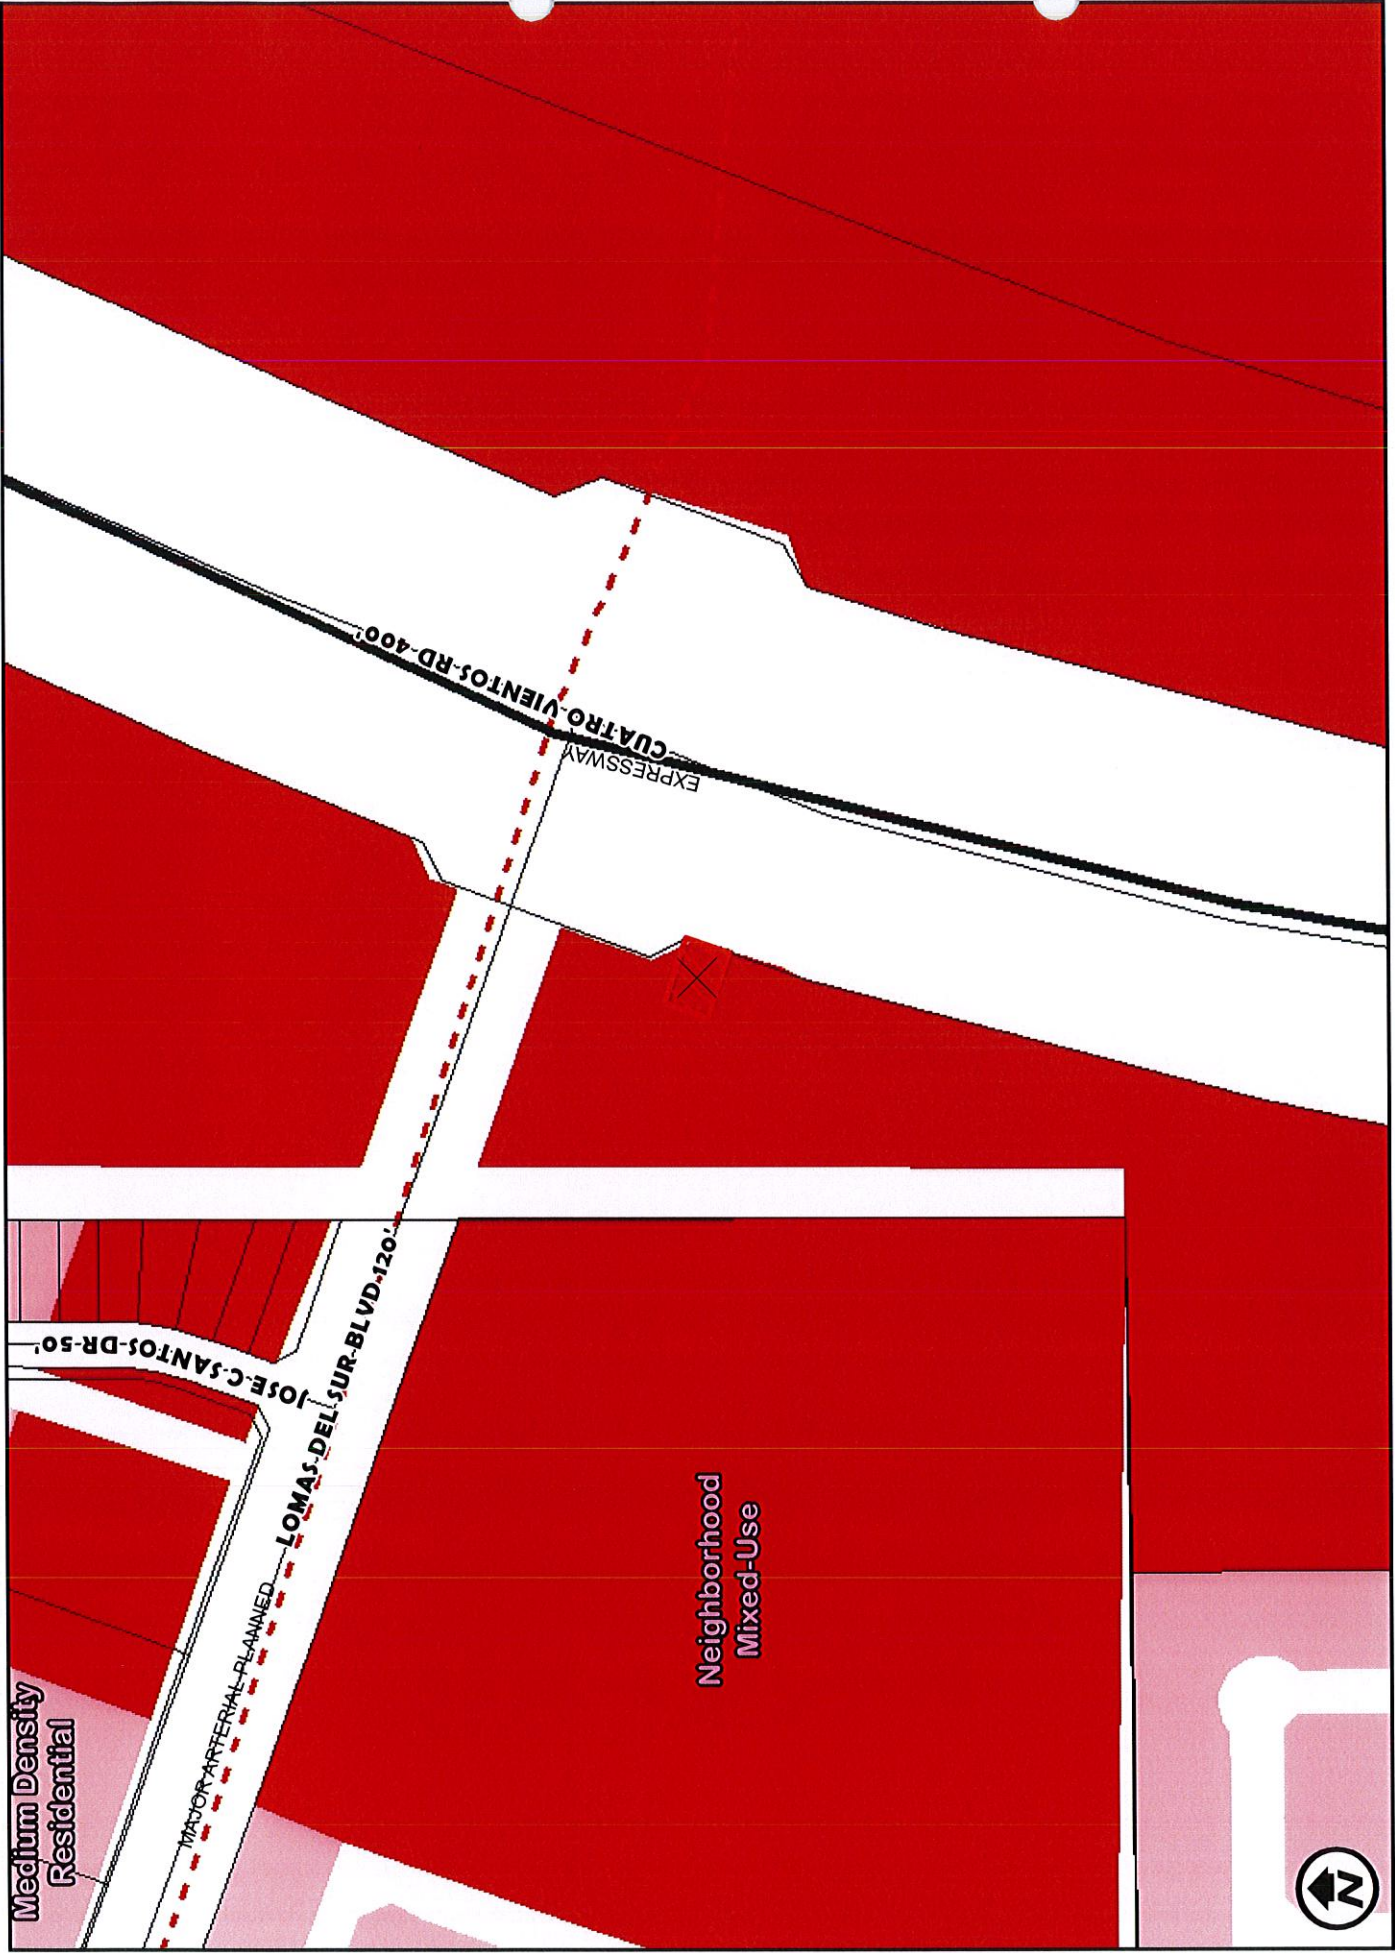 CUATRO-VIENTOS-RD-400'
EXPRESSWAY
JOSE-C-SANTOS-DR-50'
LOMAS-DEL-SUR-BLVD-120'
MAJOR-ARTERIAL-PLANNED
Neighborhood
Mixed-Use
Medium Density
Residential
N